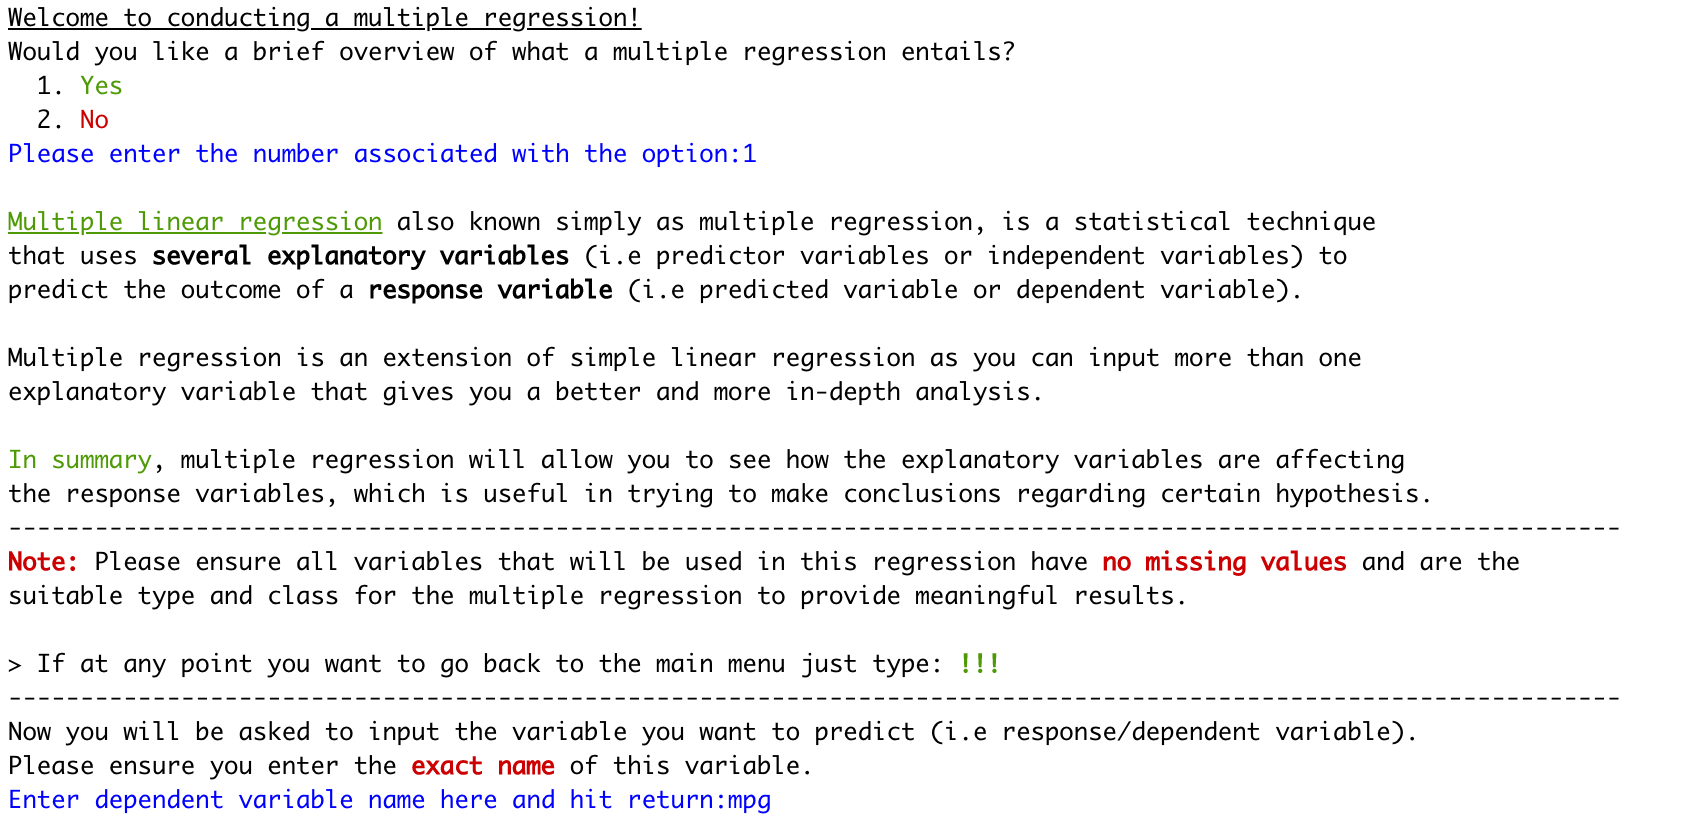 Welcome to conducting a multiple regression!
Would you like a brief overview of what a multiple regression entails?
  1. Yes
  2. No
Please enter the number associated with the option:1
Multiple linear regression also known simply as multiple regression, is a statistical technique
that uses several explanatory variables (i.e predictor variables or independent variables) to
predict the outcome of a response variable (i.e predicted variable or dependent variable).
Multiple regression is an extension of simple linear regression as you can input more than one
explanatory variable that gives you a better and more in-depth analysis.
In summary, multiple regression will allow you to see how the explanatory variables are affecting
the response variables, which is useful in trying to make conclusions regarding certain hypothesis.
----------------------------------------------------------------------------------------------------------------
Note: Please ensure all variables that will be used in this regression have no missing values and are the
suitable type and class for the multiple regression to provide meaningful results.
> If at any point you want to go back to the main menu just type: !!!
----------------------------------------------------------------------------------------------------------------
Now you will be asked to input the variable you want to predict (i.e response/dependent variable).
Please ensure you enter the exact name of this variable.
Enter dependent variable name here and hit return:mpg